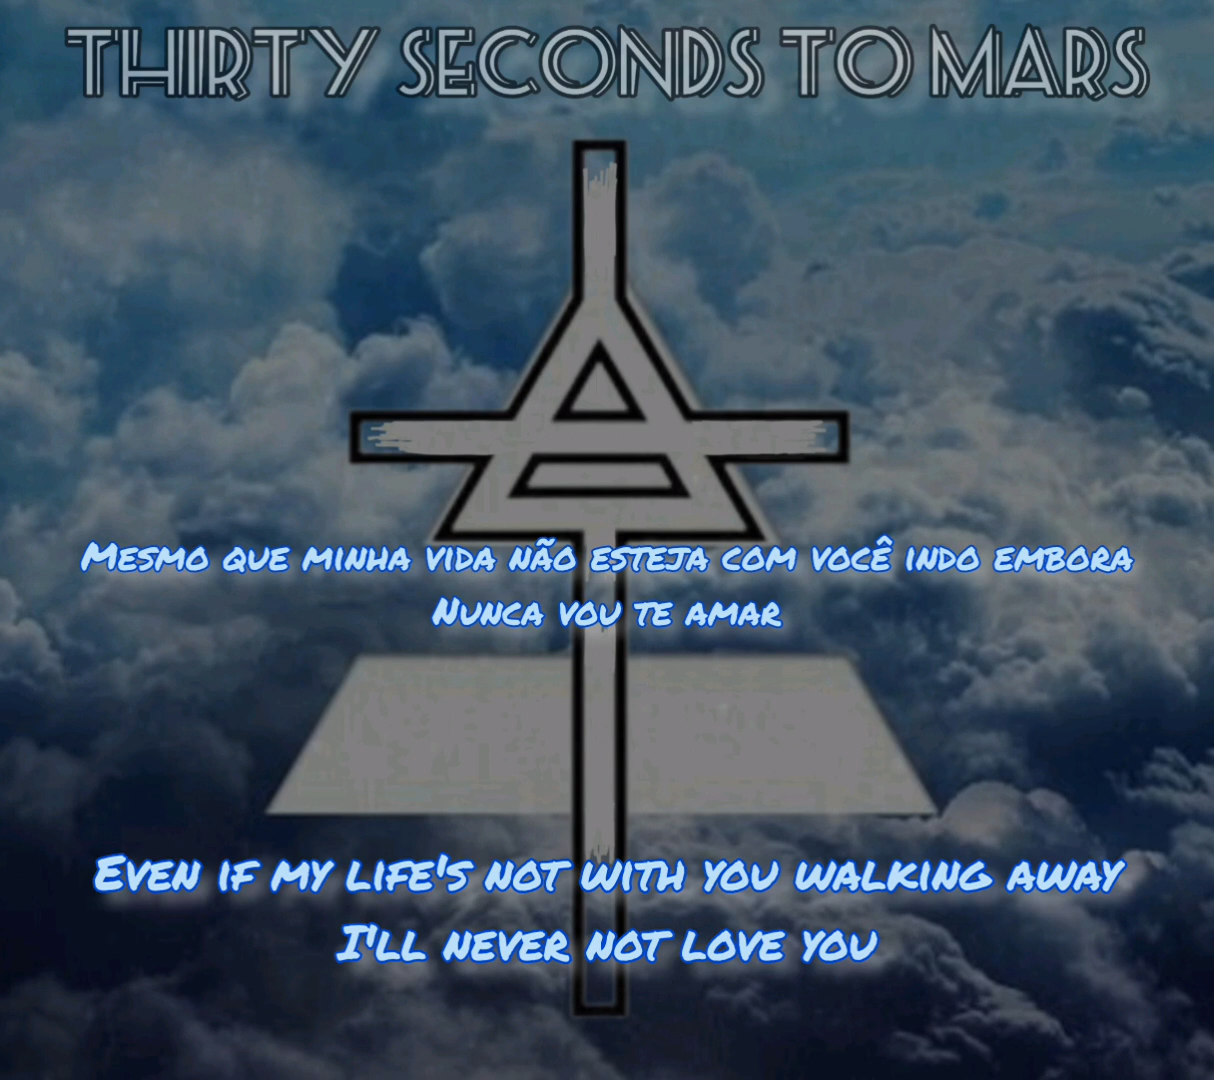 THIRTY SECONDS TO MARS
MESMO QUE MINHA VIDA NÃO ESTEJA COM VOCÊ INDO EMBORA
NUNCA VOU TE AMAR
EVEN IF MY LIFE'S NOT WITH YOU WALKING AWAY
I'LL NEVER NOT LOVE YOU